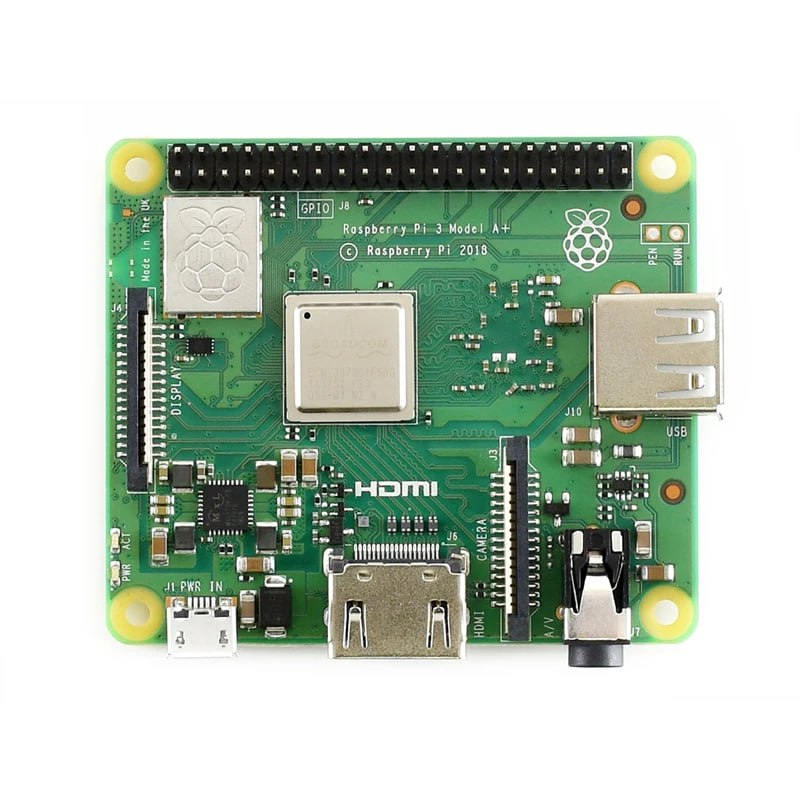 GPIO J8
Raspberry Pi 3 Model A+
© Raspberry Pi 2018
Made in the UK
PEN
RUN
J4
BROADCOM
DISPLAY
J10
USB
HDMI
J3
CAMERA
ACT
PWR
J6
J1 PWR IN
HDMI
A/V
J7